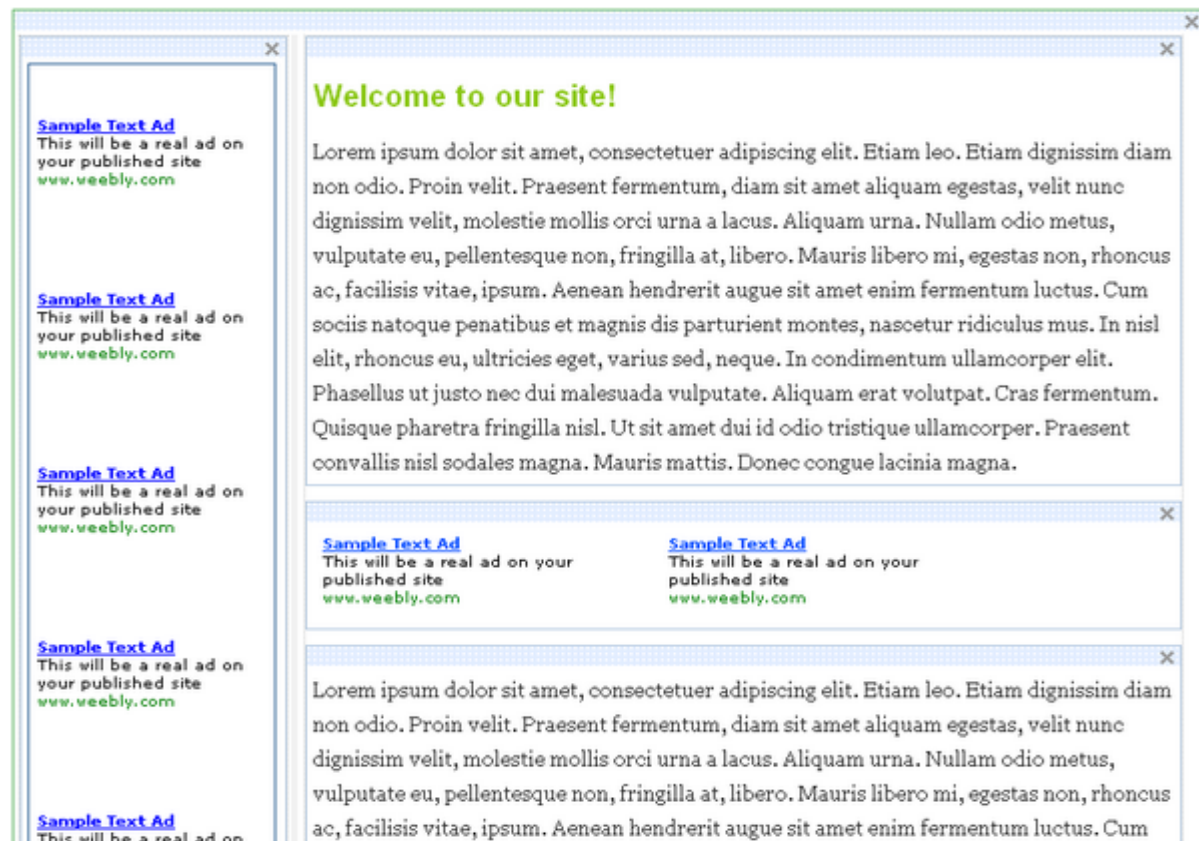 Sample Text Ad
This will be a real ad on
your published site
www.weebly.com
Sample Text Ad
This will be a real ad on
your published site
www.weebly.com
Sample Text Ad
This will be a real ad on
your published site
www.weebly.com
Sample Text Ad
This will be a real ad on
your published site
www.weebly.com
Sample Text Ad
This will be a real ad on
Welcome to our site!
Lorem ipsum dolor sit amet, consectetuer adipiscing elit. Etiam leo. Etiam dignissim diam
non odio. Proin velit. Praesent fermentum, diam sit amet aliquam egestas, velit nunc
dignissim velit, molestie mollis orci urna a lacus. Aliquam urna. Nullam odio metus,
vulputate eu, pellentesque non, fringilla at, libero. Mauris libero mi, egestas non, rhoncus
ac, facilisis vitae, ipsum. Aenean hendrerit augue sit amet enim fermentum luctus. Cum
sociis natoque penatibus et magnis dis parturient montes, nascetur ridiculus mus. In nisl
elit, rhoncus eu, ultricies eget, varius sed, neque. In condimentum ullamcorper elit.
Phasellus ut justo nec dui malesuada vulputate. Aliquam erat volutpat. Cras fermentum.
Quisque pharetra fringilla nisl. Ut sit amet dui id odio tristique ullamcorper. Praesent
convallis nisl sodales magna. Mauris mattis. Donec congue lacinia magna.
Sample Text Ad
This will be a real ad on your
published site
www.weebly.com
Sample Text Ad
This will be a real ad on your
published site
www.weebly.com
Lorem ipsum dolor sit amet, consectetuer adipiscing elit. Etiam leo. Etiam dignissim diam
non odio. Proin velit. Praesent fermentum, diam sit amet aliquam egestas, velit nunc
dignissim velit, molestie mollis orci urna a lacus. Aliquam urna. Nullam odio metus,
vulputate eu, pellentesque non, fringilla at, libero. Mauris libero mi, egestas non, rhoncus
ac, facilisis vitae, ipsum. Aenean hendrerit augue sit amet enim fermentum luctus. Cum